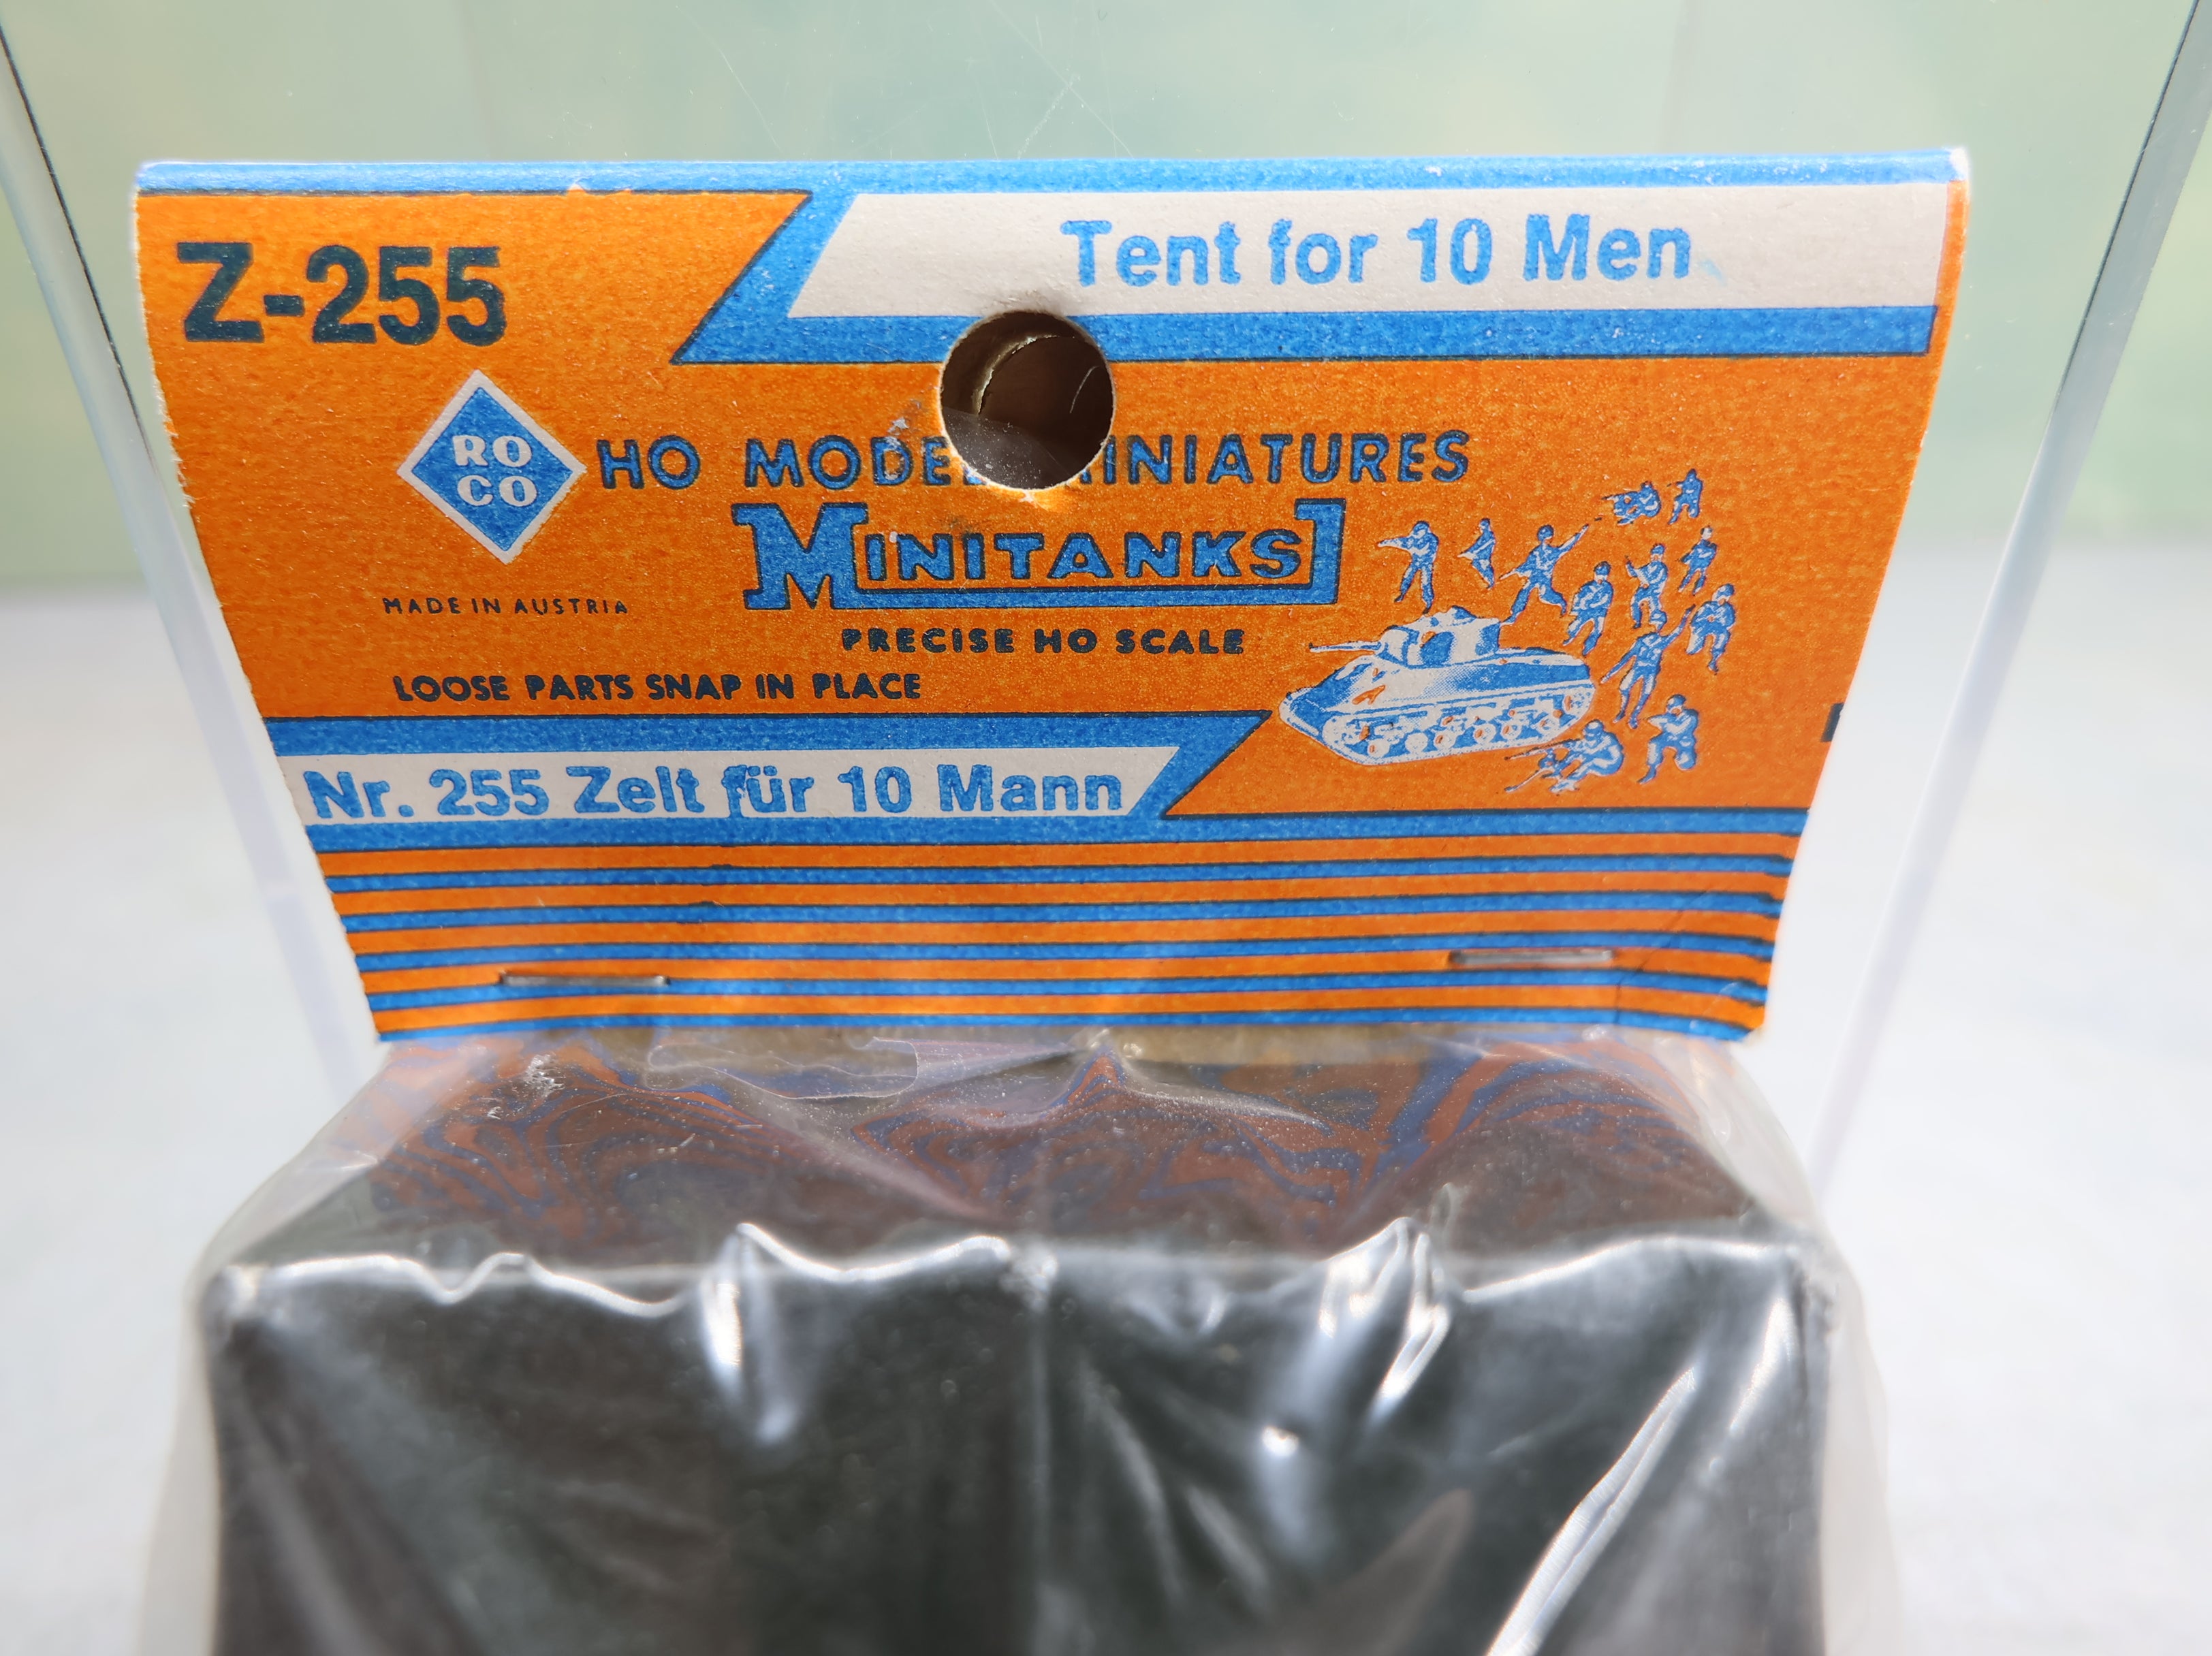 Z-255
Tent for 10 Men
RO
CO
HO MODEL MINIATURES
MINITANKS
MADE IN AUSTRIA
PRECISE HO SCALE
LOOSE PARTS SNAP IN PLACE
Nr. 255 Zelt für 10 Mann